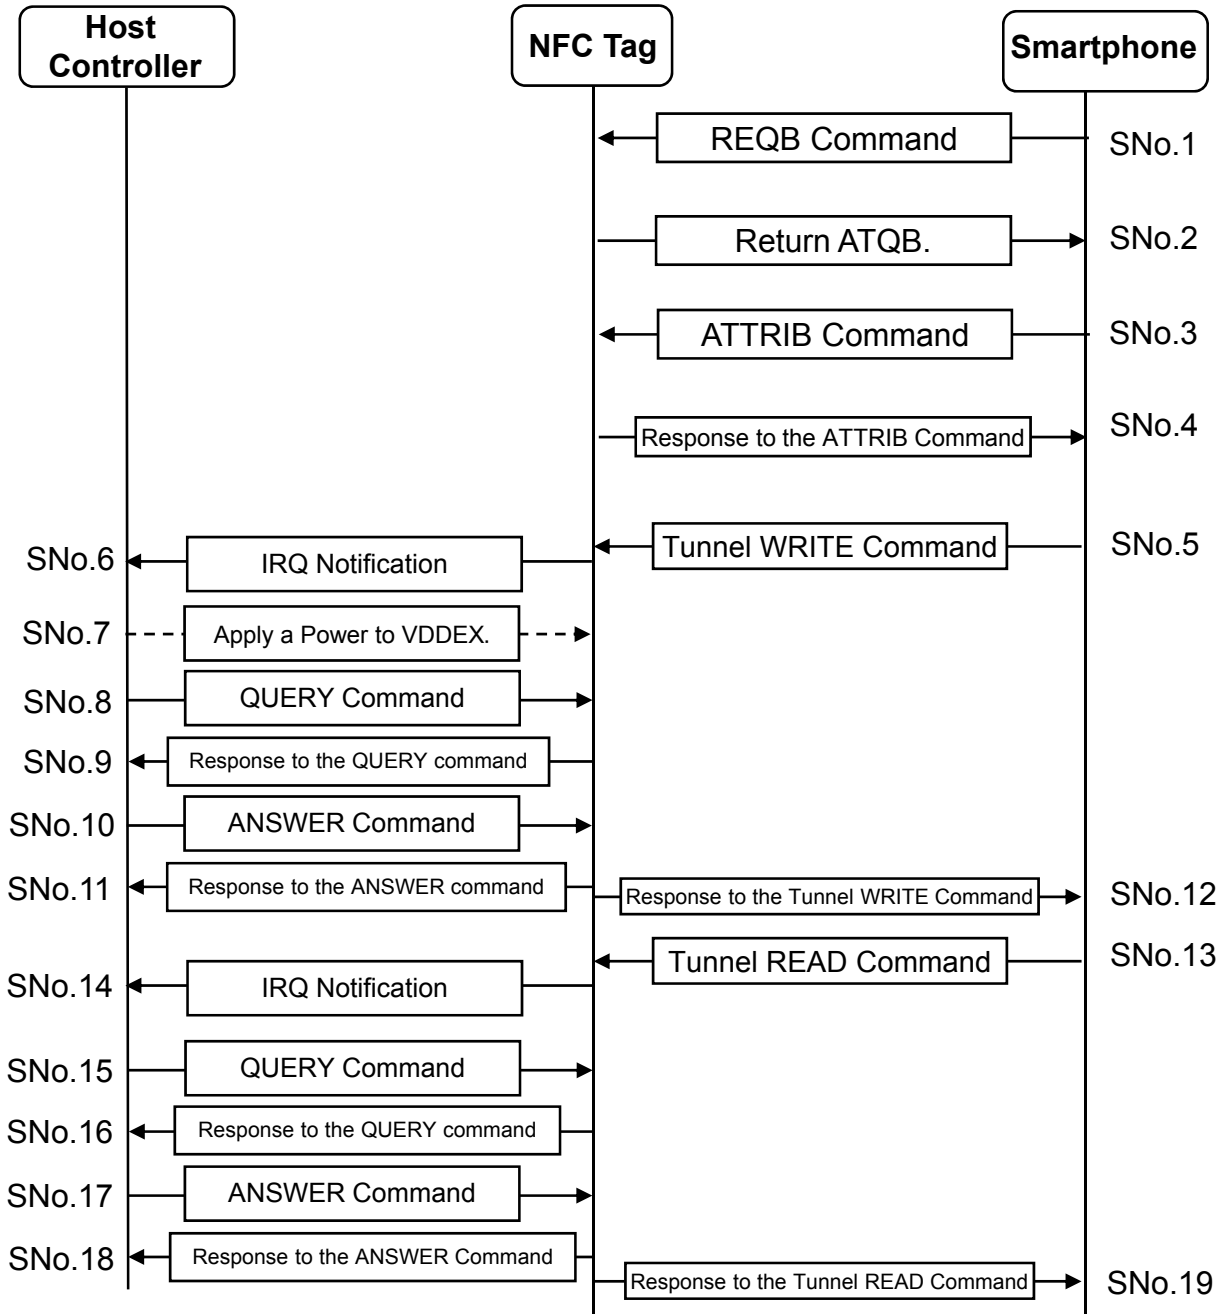 Host
Controller
NFC Tag
Smartphone
REQB Command
SNo.1
Return ATQB.
SNo.2
ATTRIB Command
SNo.3
Response to the ATTRIB Command
SNo.4
Tunnel WRITE Command
SNo.5
SNo.6
IRQ Notification
SNo.7
Apply a Power to VDDEX.
SNo.8
QUERY Command
SNo.9
Response to the QUERY command
SNo.10
ANSWER Command
SNo.11
Response to the ANSWER command
Response to the Tunnel WRITE Command
SNo.12
Tunnel READ Command
SNo.13
SNo.14
IRQ Notification
SNo.15
QUERY Command
SNo.16
Response to the QUERY command
SNo.17
ANSWER Command
SNo.18
Response to the ANSWER Command
Response to the Tunnel READ Command
SNo.19